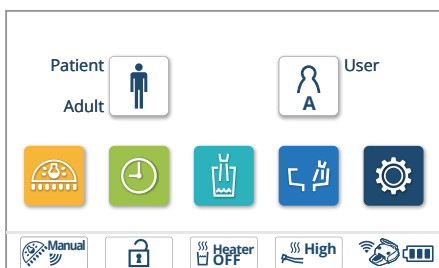 Patient
User
Adult
A
Manual
Heater
OFF
High